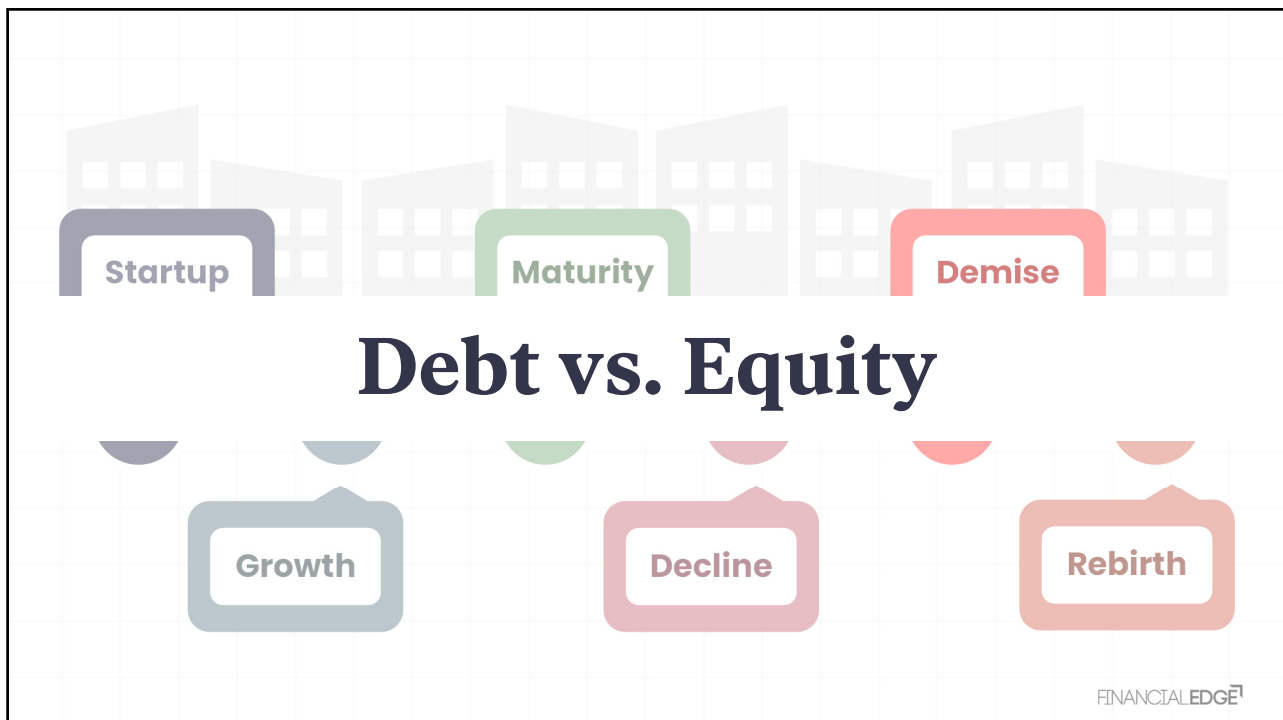 Startup
Maturity
Demise
Debt vs. Equity
Growth
Decline
Rebirth
FINANCIALEDGE